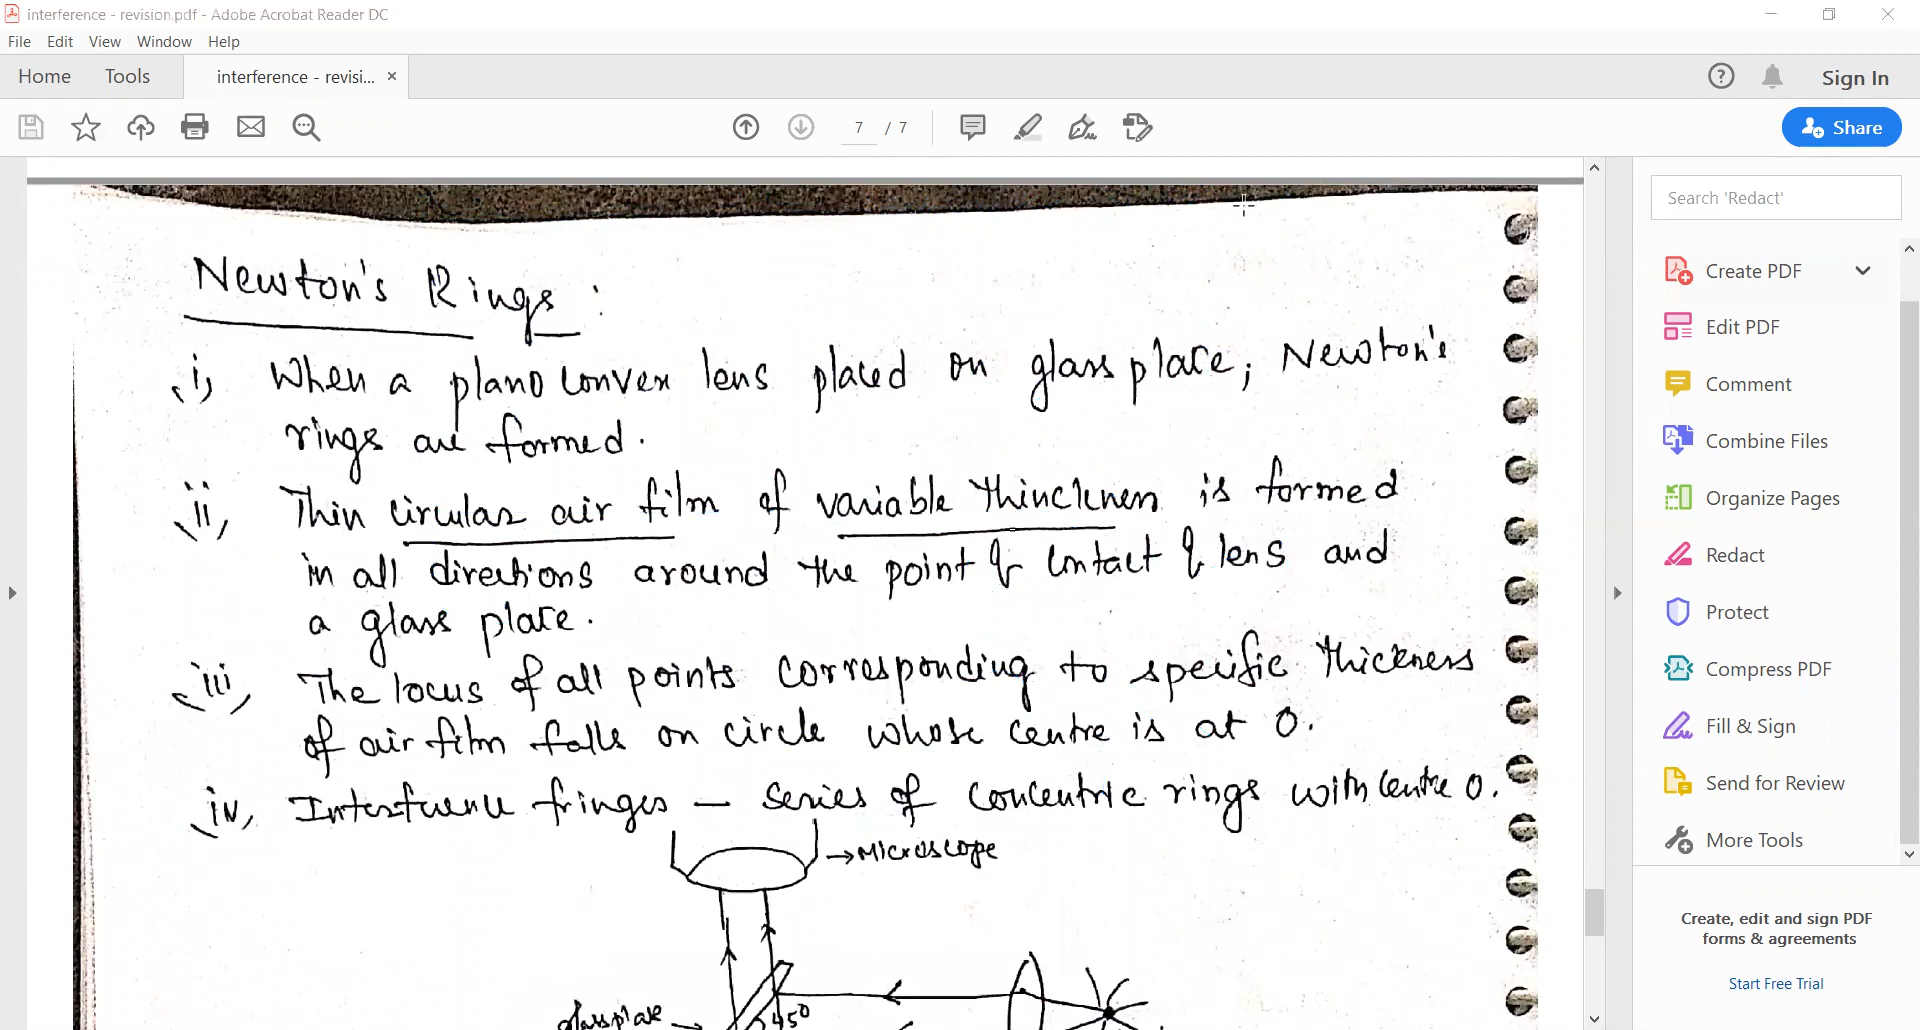 interference - revision.pdf - Adobe Acrobat Reader DC
File Edit View Window Help
Home Tools interference - revisi... ×
Sign In
7 / 7
Share
Search 'Redact'
Create PDF
Edit PDF
Comment
Combine Files
Organize Pages
Redact
Protect
Compress PDF
Fill & Sign
Send for Review
More Tools
Create, edit and sign PDF
forms & agreements
Start Free Trial
Newton's Rings :
i, When a plano convex lens placed on glass plate; Newton's
rings are formed.
ii, Thin circular air film of variable thinckness is formed
in all directions around the point of contact of lens and
a glass plate.
iii, The locus of all points corresponding to specific thickness
of air film falls on circle whose centre is at O.
iv, Interference fringes — series of concentric rings with centre O.
→Microscope
glass plate →
45°